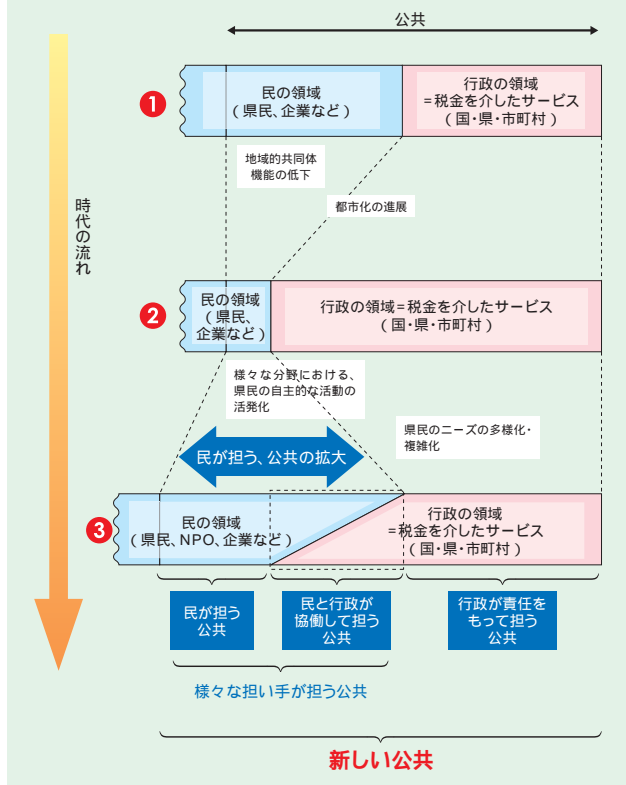 公共
時代の流れ
1
民の領域
(県民、企業など)
行政の領域
=税金を介したサービス
(国・県・市町村)
地域的共同体
機能の低下
都市化の進展
2
民の領域
(県民、
企業など)
行政の領域=税金を介したサービス
(国・県・市町村)
様々な分野における、
県民の自主的な活動の
活発化
県民のニーズの多様化・
複雑化
民が担う、公共の拡大
3
民の領域
(県民、NPO、企業など)
行政の領域
=税金を介したサービス
(国・県・市町村)
民が担う
公共
民と行政が
協働して担う
公共
行政が責任を
もって担う
公共
様々な担い手が担う公共
新しい公共